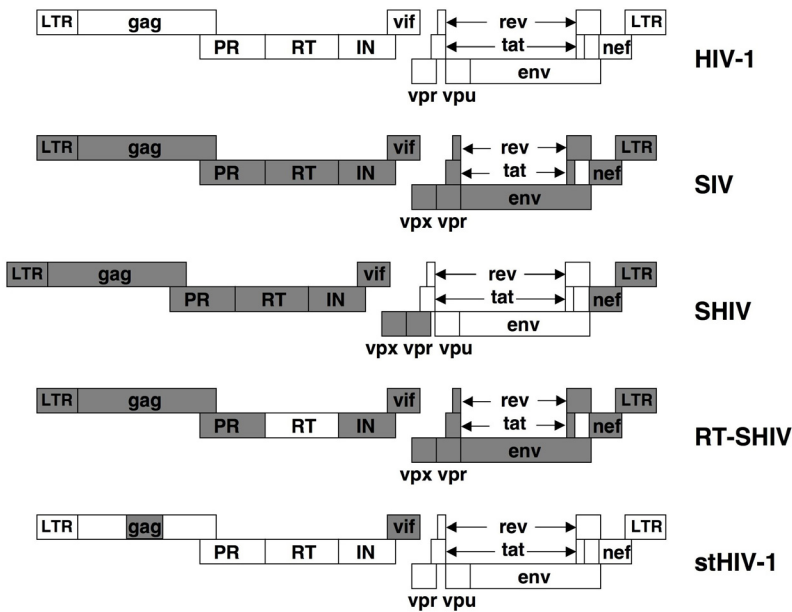 LTR gag vif rev LTR
PR RT IN tat nef
env
vpr vpu
HIV-1
LTR gag vif rev LTR
PR RT IN tat nef
env
vpx vpr
SIV
LTR gag vif rev LTR
PR RT IN tat nef
env
vpx vpr vpu
SHIV
LTR gag vif rev LTR
PR RT IN tat nef
env
vpx vpr
RT-SHIV
LTR gag vif rev LTR
PR RT IN tat nef
env
vpr vpu
stHIV-1